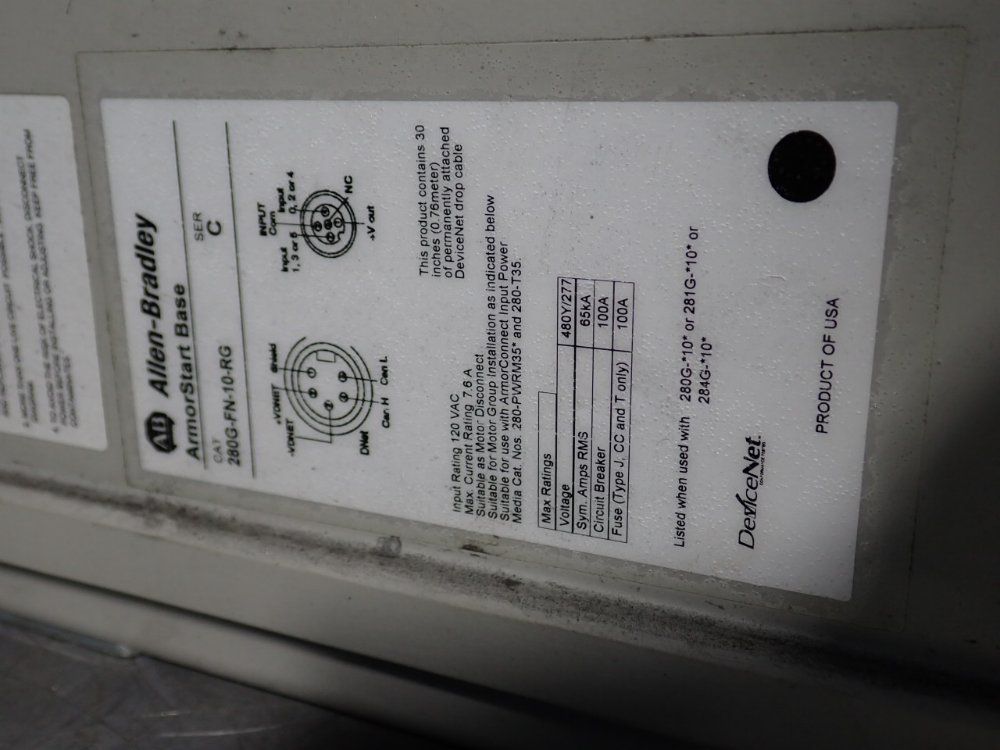 AB Allen-Bradley
ArmorStart Base
CAT
280G-FN-10-RG
SER
C
-VDNET
+VDNET
Shield
DNet
Can H
Can L
Input
1, 3 or 5
INPUT
Com
Input
0, 2 or 4
NC
+V out
This product contains 30
inches (0.76meter)
of permanently attached
DeviceNet drop cable
Input Rating 120 VAC
Max. Current Rating 7.6 A
Suitable as Motor Disconnect
Suitable for Motor Group Installation as indicated below
Suitable for use with ArmorConnect Input Power
Media Cat. Nos. 280-PWRM35* and 280-T35.
Max Ratings
Voltage 480Y/277
Sym. Amps RMS 65kA
Circuit Breaker 100A
Fuse (Type J, CC and T only) 100A
Listed when used with 280G-*10* or 281G-*10* or
284G-*10*
DeviceNet
PRODUCT OF USA